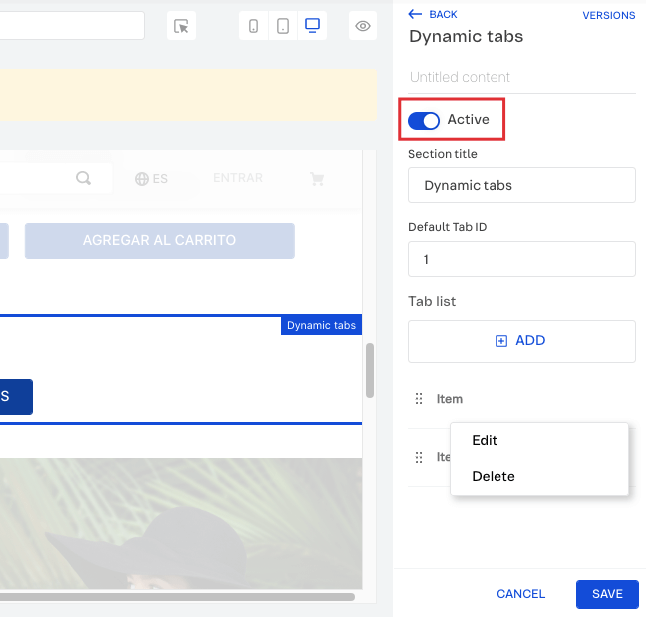 BACK
VERSIONS
Dynamic tabs
Untitled content
Active
Section title
Dynamic tabs
Default Tab ID
1
Tab list
ADD
Item
Edit
Delete
CANCEL
SAVE
ES
ENTRAR
AGREGAR AL CARRITO
Dynamic tabs
S